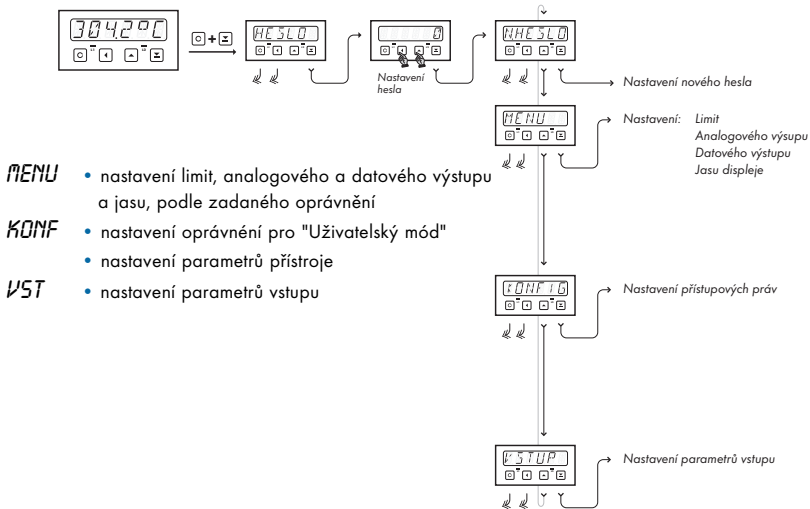 304.2°C
+
HESLO
0
Nastavení
hesla
N.HESLO
Nastavení nového hesla
MENU
Nastavení: Limit
Analogového výsupu
Datového výstupu
Jasu displeje
MENU • nastavení limit, analogového a datového výstupu
a jasu, podle zadaného oprávnění
KONF • nastavení oprávnéní pro "Uživatelský mód"
• nastavení parametrů přístroje
VST • nastavení parametrů vstupu
KONFIG
Nastavení přístupových práv
VSTUP
Nastavení parametrů vstupu